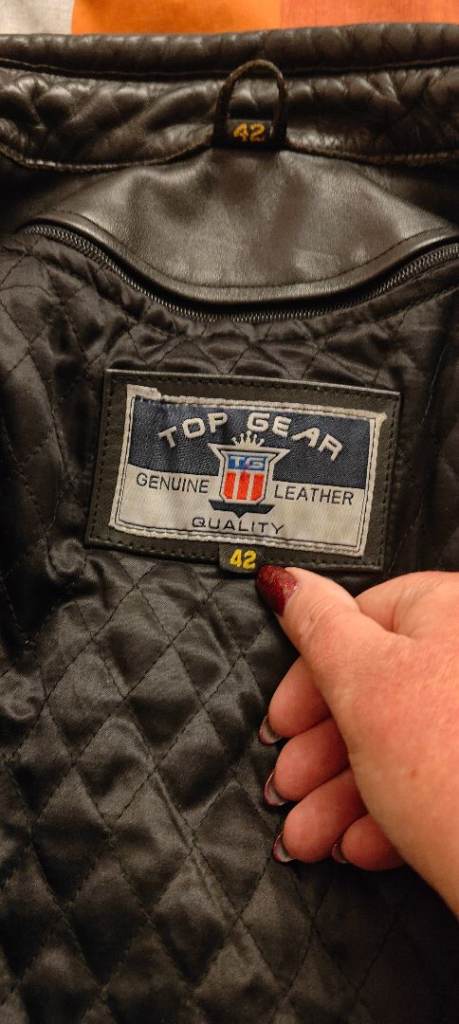 42
TOP GEAR
TG
GENUINE LEATHER
QUALITY
42